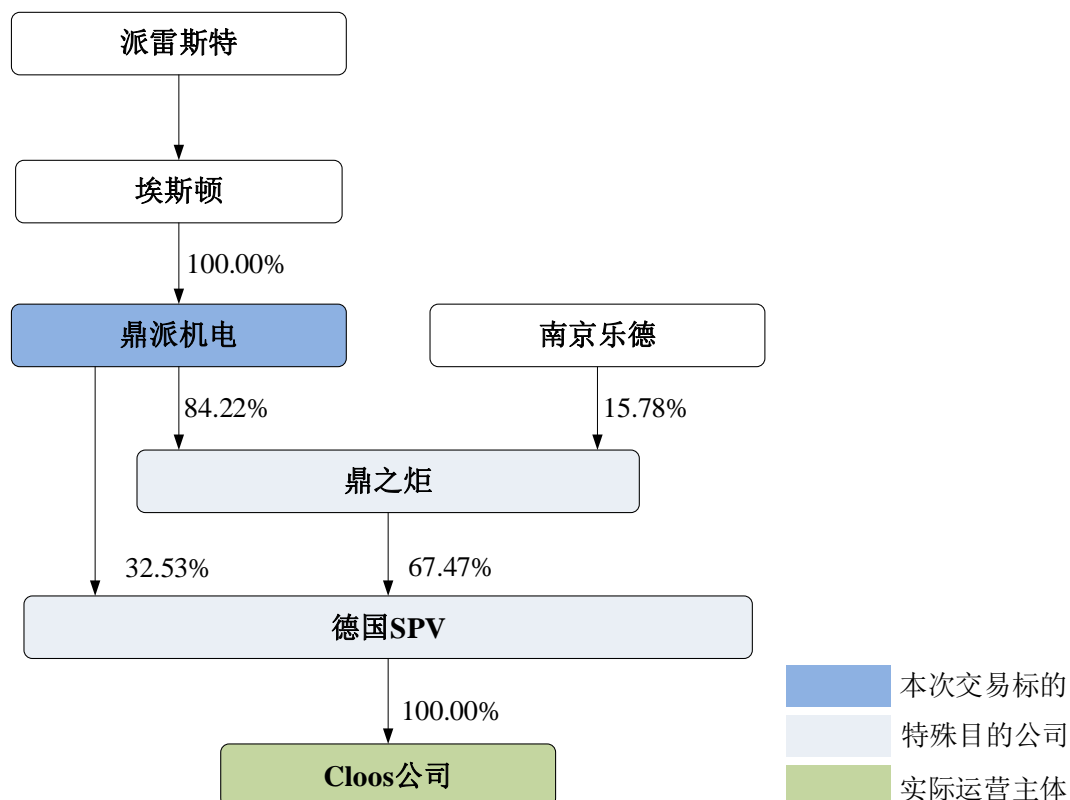 派雷斯特
埃斯顿
100.00%
鼎派机电
南京乐德
84.22%
15.78%
鼎之炬
32.53%
67.47%
德国SPV
100.00%
本次交易标的
特殊目的公司
Cloos公司
实际运营主体